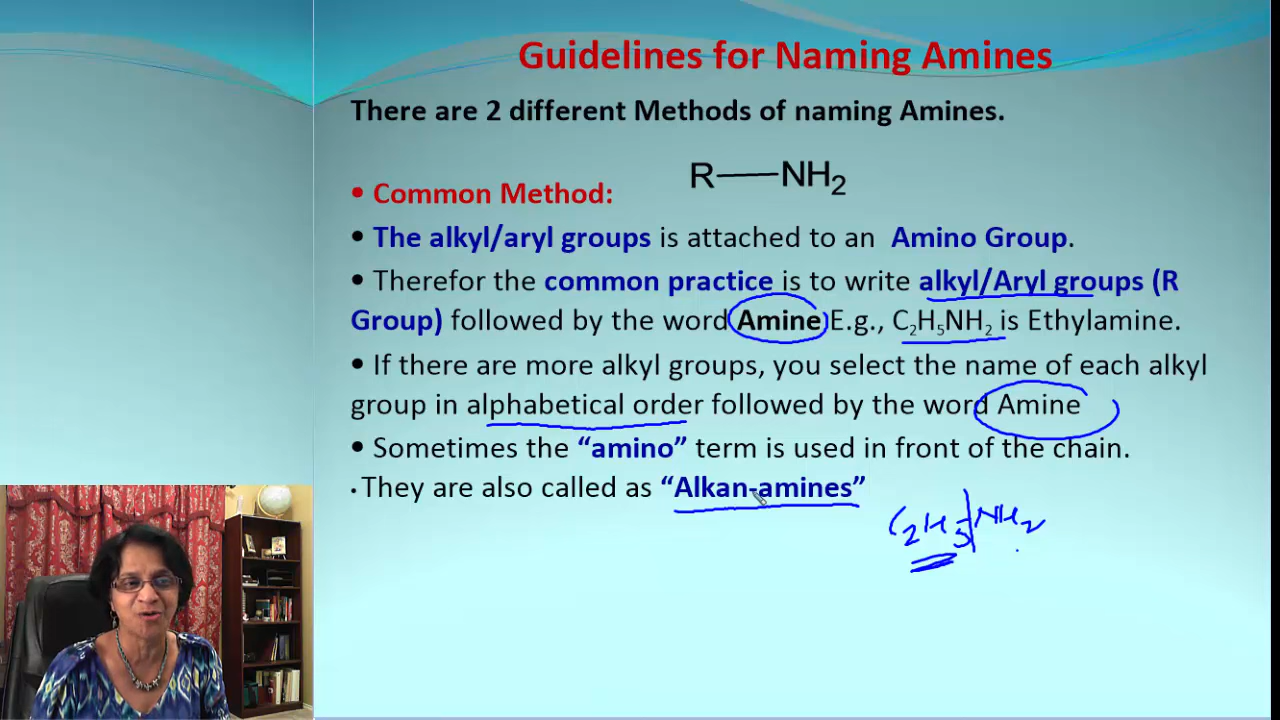 Guidelines for Naming Amines
There are 2 different Methods of naming Amines.
R—NH₂
• Common Method:
• The alkyl/aryl groups is attached to an Amino Group.
• Therefor the common practice is to write alkyl/Aryl groups (R
Group) followed by the word Amine E.g., C₂H₅NH₂ is Ethylamine.
• If there are more alkyl groups, you select the name of each alkyl
group in alphabetical order followed by the word Amine
• Sometimes the “amino” term is used in front of the chain.
• They are also called as “Alkan-amines”
C₂H₅NH₂